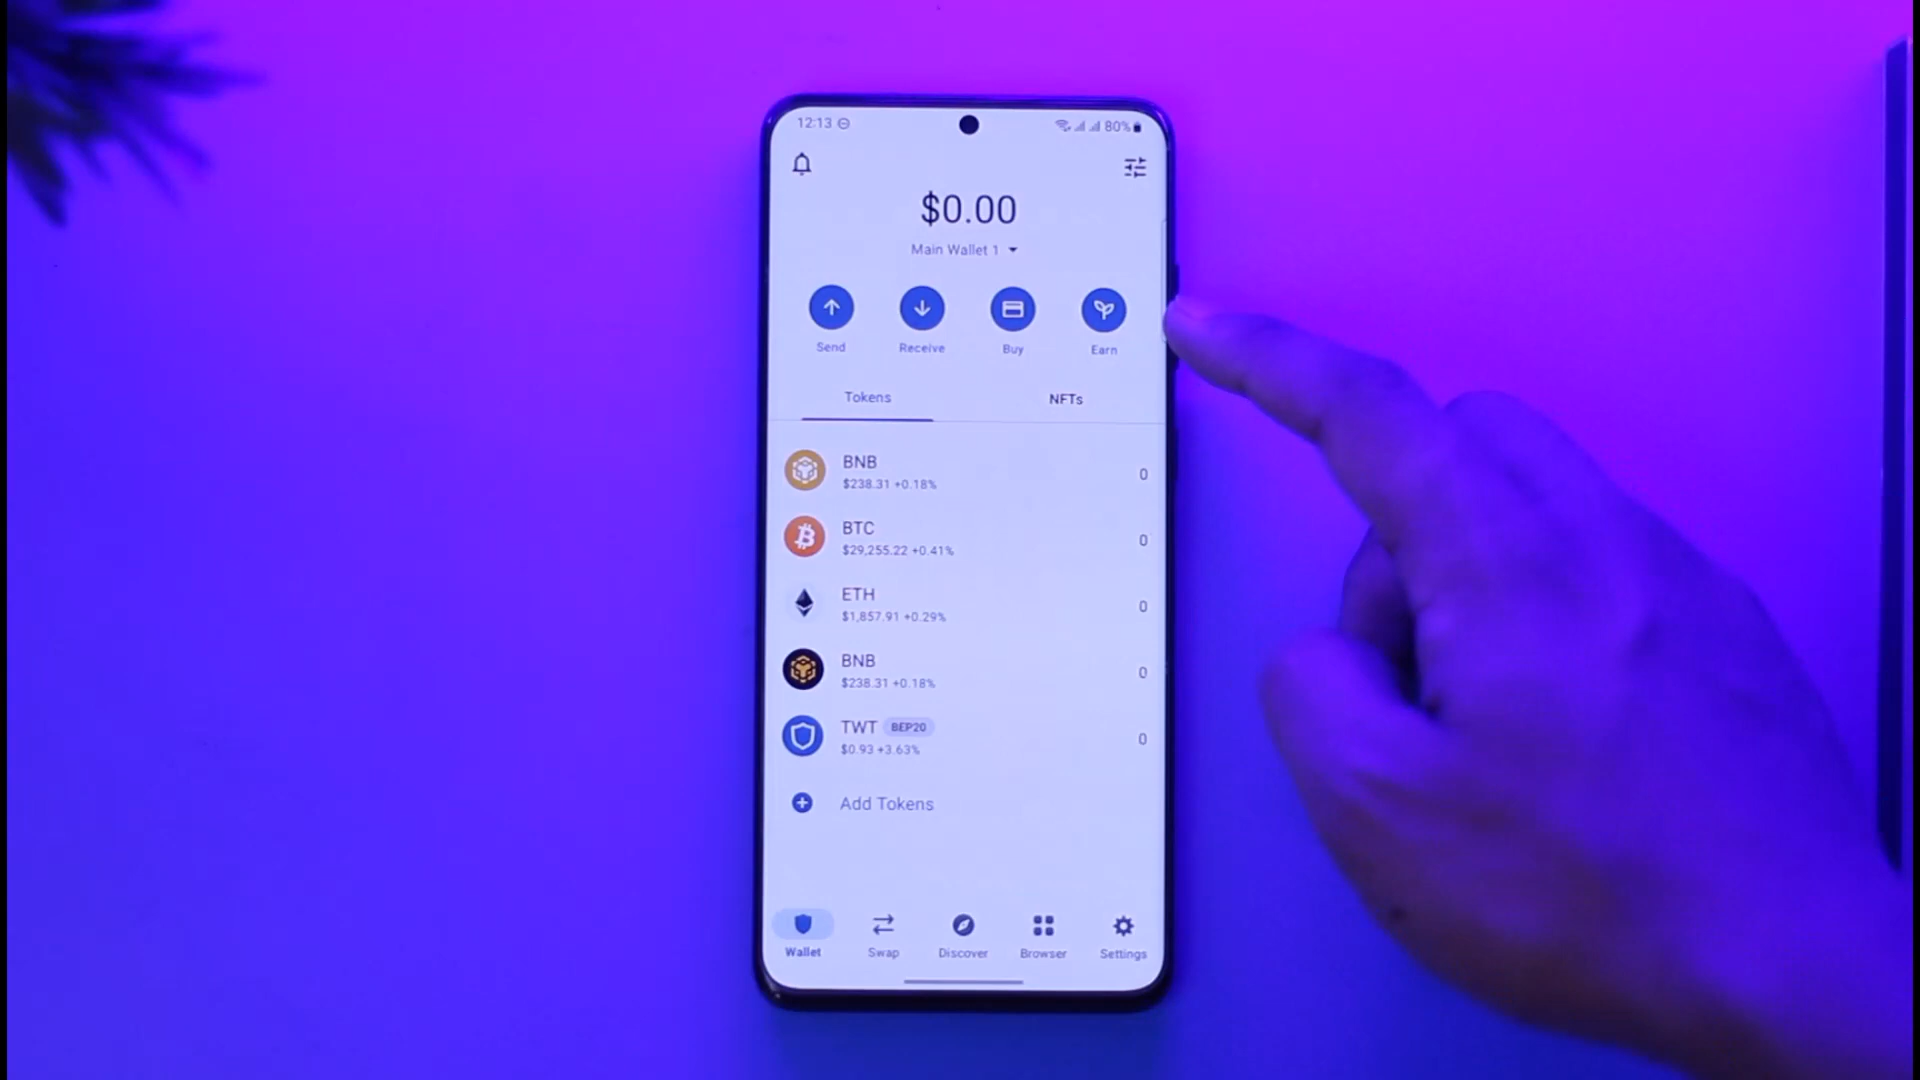 12:13
80%
$0.00
Main Wallet 1
Send Receive Buy Earn
Tokens NFTs
BNB
$238.31 +0.18%
0
BTC
$29,255.22 +0.41%
0
ETH
$1,857.91 +0.29%
0
BNB
$238.31 +0.18%
0
TWT BEP20
$0.93 +3.63%
0
Add Tokens
Wallet Swap Discover Browser Settings